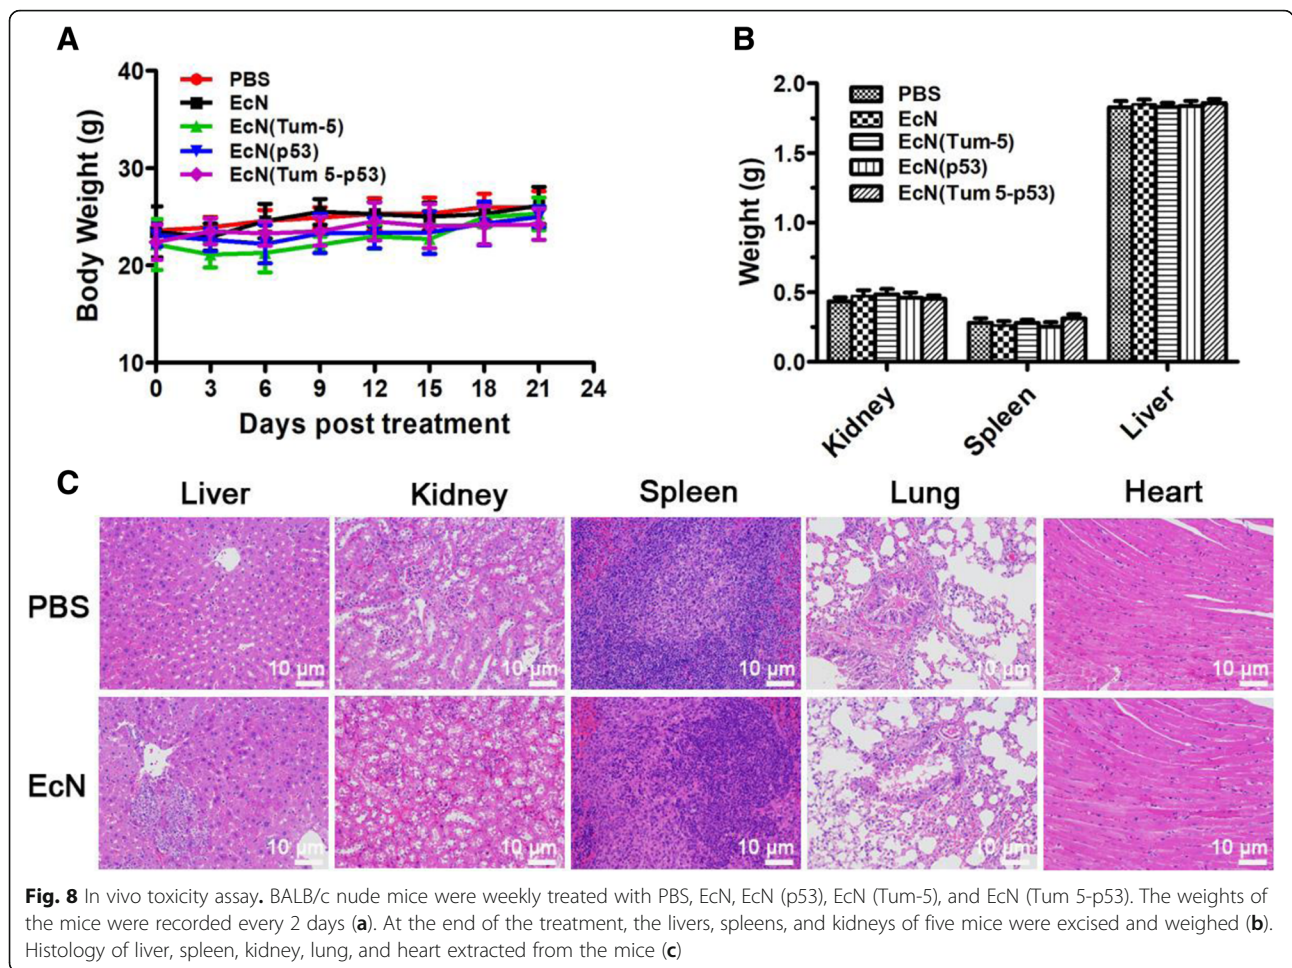 A
40
30
20
10
Body Weight (g)
PBS
EcN
EcN(Tum-5)
EcN(p53)
EcN(Tum 5-p53)
0 3 6 9 12 15 18 21 24
Days post treatment
B
2.0
1.5
1.0
0.5
0.0
Weight (g)
PBS
EcN
EcN(Tum-5)
EcN(p53)
EcN(Tum 5-p53)
Kidney
Spleen
Liver
C
Liver Kidney Spleen Lung Heart
PBS
10 µm 10 µm 10 µm 10 µm 10 µm
EcN
10 µm 10 µm 10 µm 10 µm 10 µm
Fig. 8 In vivo toxicity assay. BALB/c nude mice were weekly treated with PBS, EcN, EcN (p53), EcN (Tum-5), and EcN (Tum 5-p53). The weights of
the mice were recorded every 2 days (a). At the end of the treatment, the livers, spleens, and kidneys of five mice were excised and weighed (b).
Histology of liver, spleen, kidney, lung, and heart extracted from the mice (c)